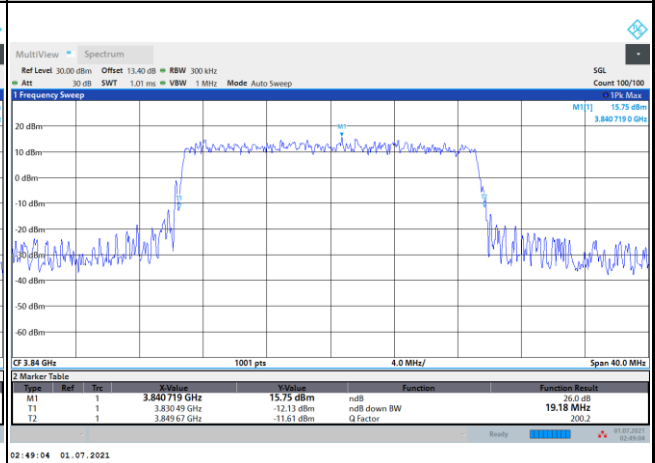 MultiView Spectrum
Ref Level 30.00 dBm Offset 13.40 dB RBW 300 kHz SGL
Att 30 dB SWT 1.01 ms VBW 1 MHz Mode Auto Sweep Count 100/100
1 Frequency Sweep 1Pk Max
M1[1] 15.75 dBm
3.840 719 0 GHz
20 dBm
M1
10 dBm
0 dBm
-10 dBm
-20 dBm
-30 dBm
-40 dBm
-50 dBm
-60 dBm
CF 3.84 GHz 1001 pts 4.0 MHz/ Span 40.0 MHz
2 Marker Table
Type Ref Trc X-Value Y-Value Function Function Result
M1 1 3.840 719 GHz 15.75 dBm ndB 26.0 dB
T1 1 3.830 49 GHz -12.13 dBm ndB down BW 19.18 MHz
T2 1 3.849 67 GHz -11.61 dBm Q Factor 200.2
Ready 01.07.2021
02:49:04
02:49:04 01.07.2021